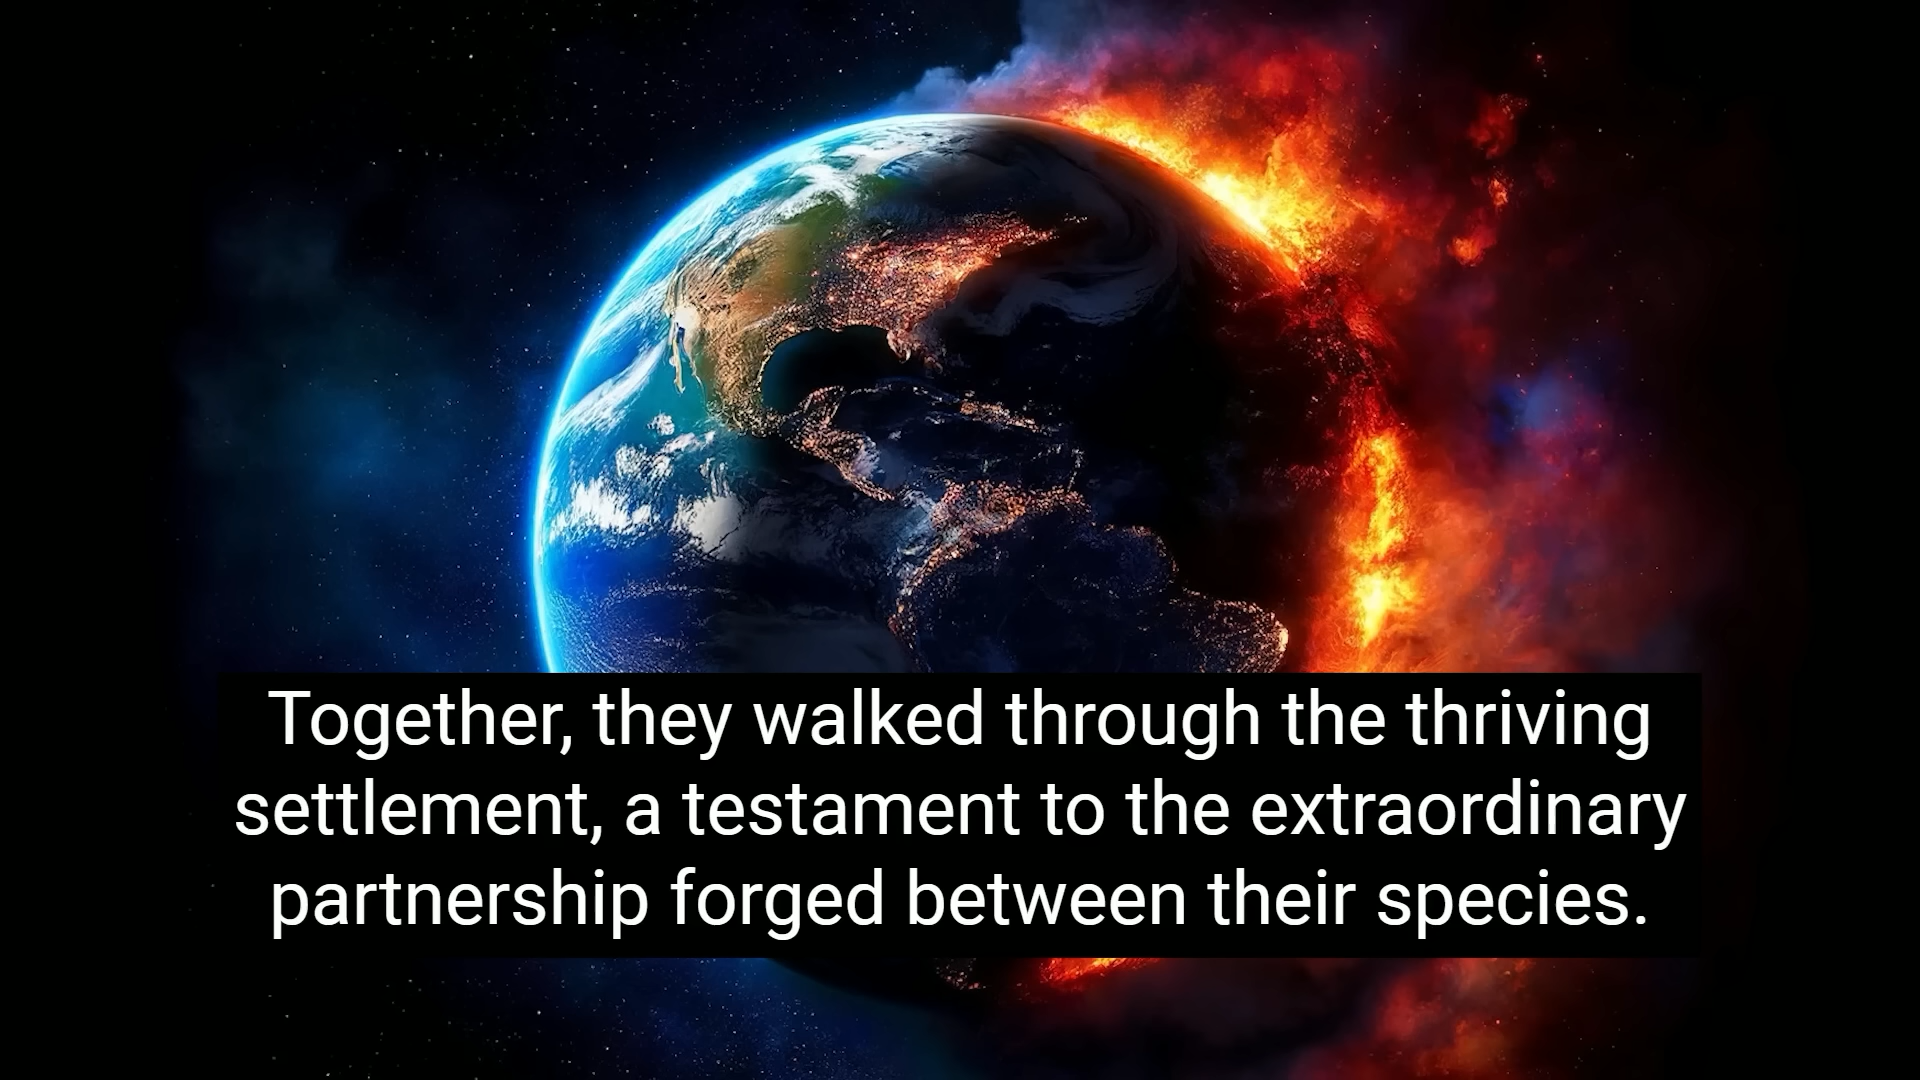 Together, they walked through the thriving
settlement, a testament to the extraordinary
partnership forged between their species.